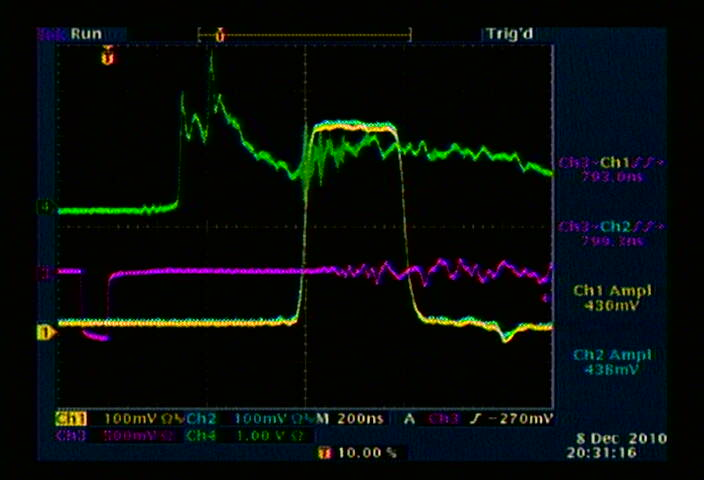 Run Trig'd
4
3
1
Ch3 Ch1
793.0ns
Ch3 Ch2
799.3ns
Ch1 Ampl
436mV
Ch2 Ampl
438mV
Ch1 100mV Ω Ch2 100mV Ω M 200ns A Ch3 -270mV
Ch3 500mV Ω Ch4 1.00 V Ω
10.00 %
8 Dec 2010
20:31:16